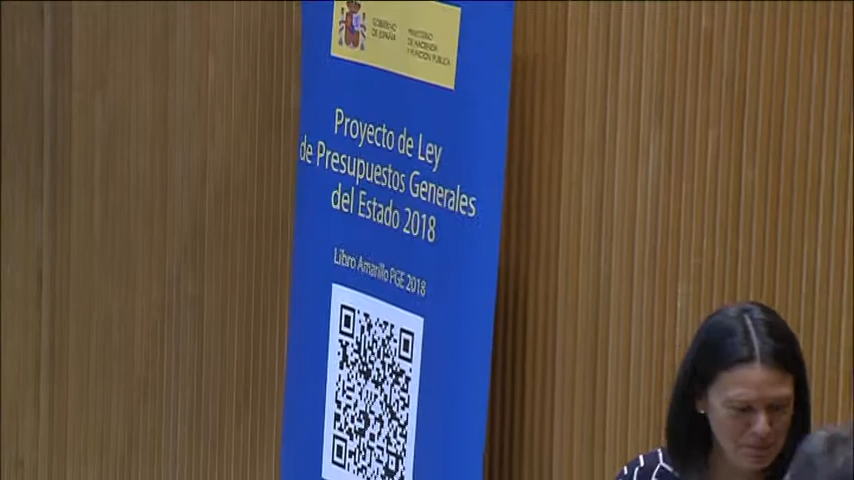 GOBIERNO
DE ESPAÑA
MINISTERIO
DE HACIENDA
Y FUNCIÓN PÚBLICA
Proyecto de Ley
de Presupuestos Generales
del Estado 2018
Libro Amarillo PGE 2018